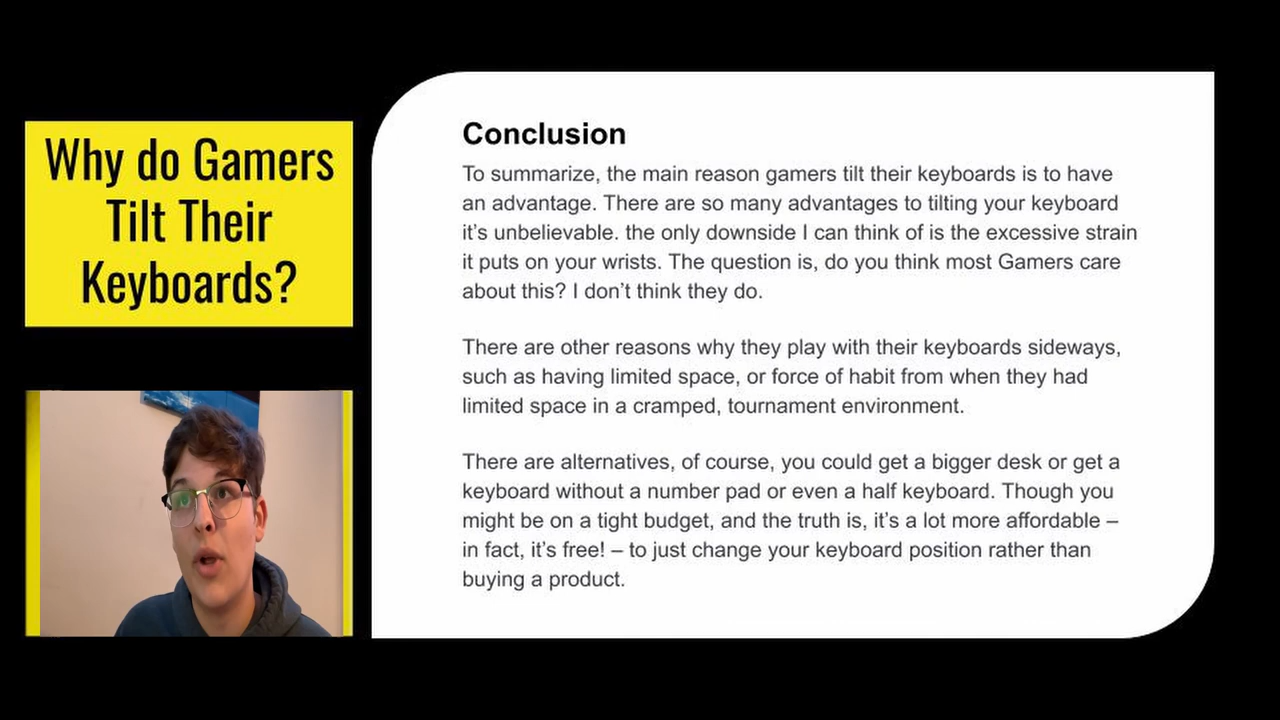 Why do Gamers
Tilt Their
Keyboards?
Conclusion
To summarize, the main reason gamers tilt their keyboards is to have
an advantage. There are so many advantages to tilting your keyboard
it’s unbelievable. the only downside I can think of is the excessive strain
it puts on your wrists. The question is, do you think most Gamers care
about this? I don’t think they do.
There are other reasons why they play with their keyboards sideways,
such as having limited space, or force of habit from when they had
limited space in a cramped, tournament environment.
There are alternatives, of course, you could get a bigger desk or get a
keyboard without a number pad or even a half keyboard. Though you
might be on a tight budget, and the truth is, it’s a lot more affordable –
in fact, it’s free! – to just change your keyboard position rather than
buying a product.